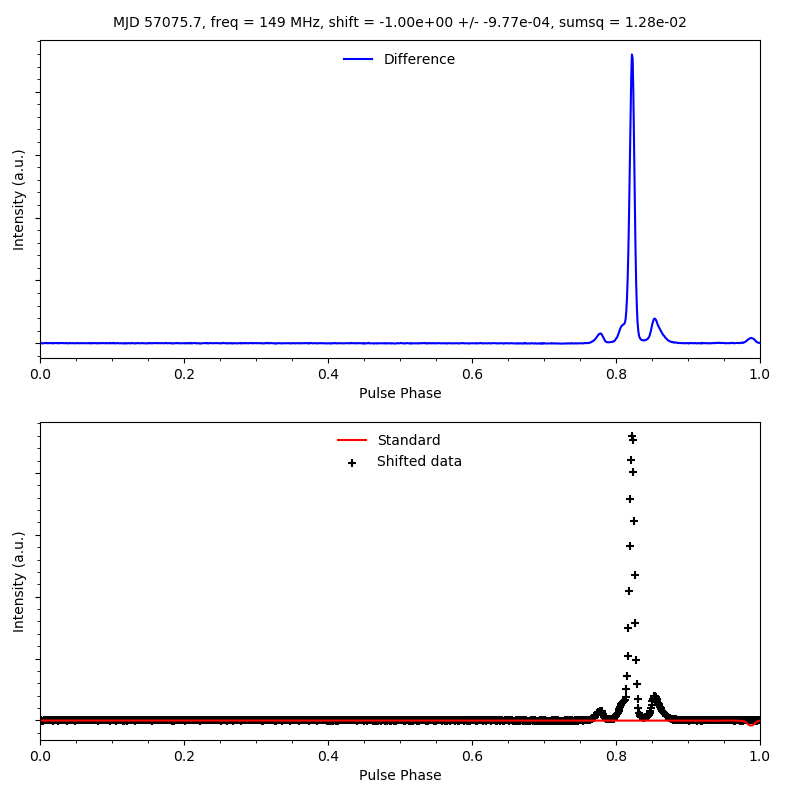 MJD 57075.7, freq = 149 MHz, shift = -1.00e+00 +/- -9.77e-04, sumsq = 1.28e-02
Difference
Intensity (a.u.)
0.0 0.2 0.4 0.6 0.8 1.0
Pulse Phase
Standard
Shifted data
Intensity (a.u.)
0.0 0.2 0.4 0.6 0.8 1.0
Pulse Phase